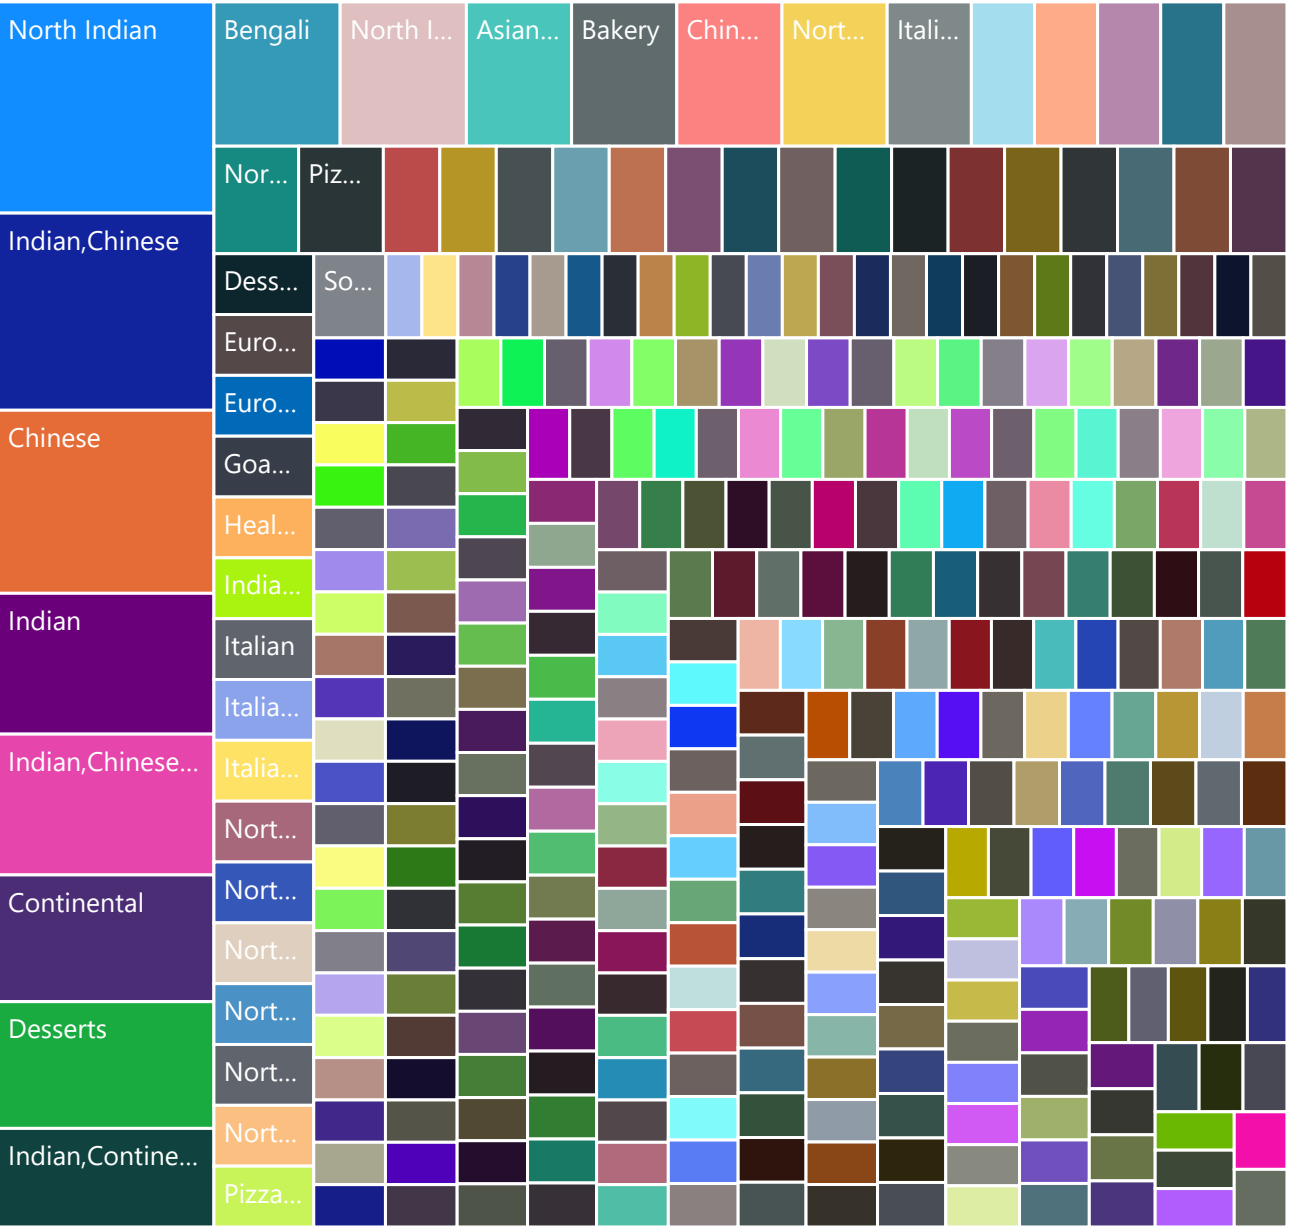 North Indian
Bengali
North I...
Asian...
Bakery
Chin...
Nort...
Itali...
Nor...
Piz...
Indian,Chinese
Dess...
So...
Euro...
Euro...
Chinese
Goa...
Heal...
India...
Indian
Italian
Italia...
Indian,Chinese...
Italia...
Nort...
Continental
Nort...
Nort...
Desserts
Nort...
Nort...
Indian,Contine...
Nort...
Pizza...